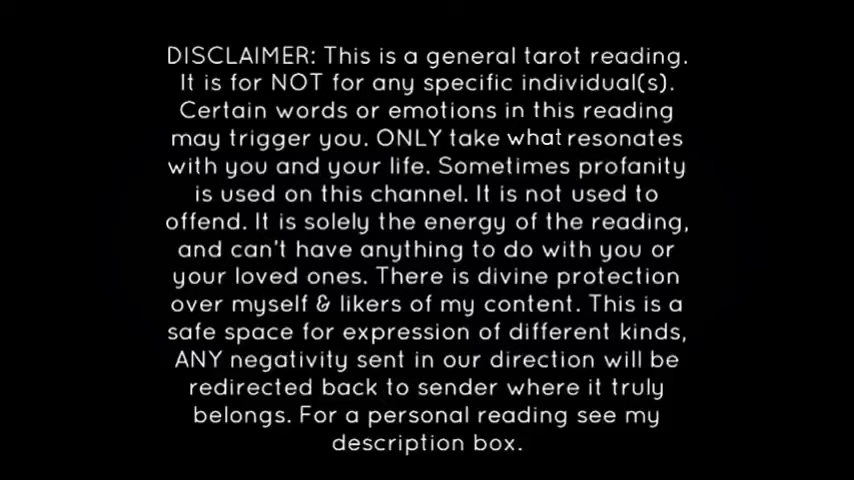 DISCLAIMER: This is a general tarot reading.
It is for NOT for any specific individual(s).
Certain words or emotions in this reading
may trigger you. ONLY take what resonates
with you and your life. Sometimes profanity
is used on this channel. It is not used to
offend. It is solely the energy of the reading,
and can't have anything to do with you or
your loved ones. There is divine protection
over myself & likers of my content. This is a
safe space for expression of different kinds,
ANY negativity sent in our direction will be
redirected back to sender where it truly
belongs. For a personal reading see my
description box.